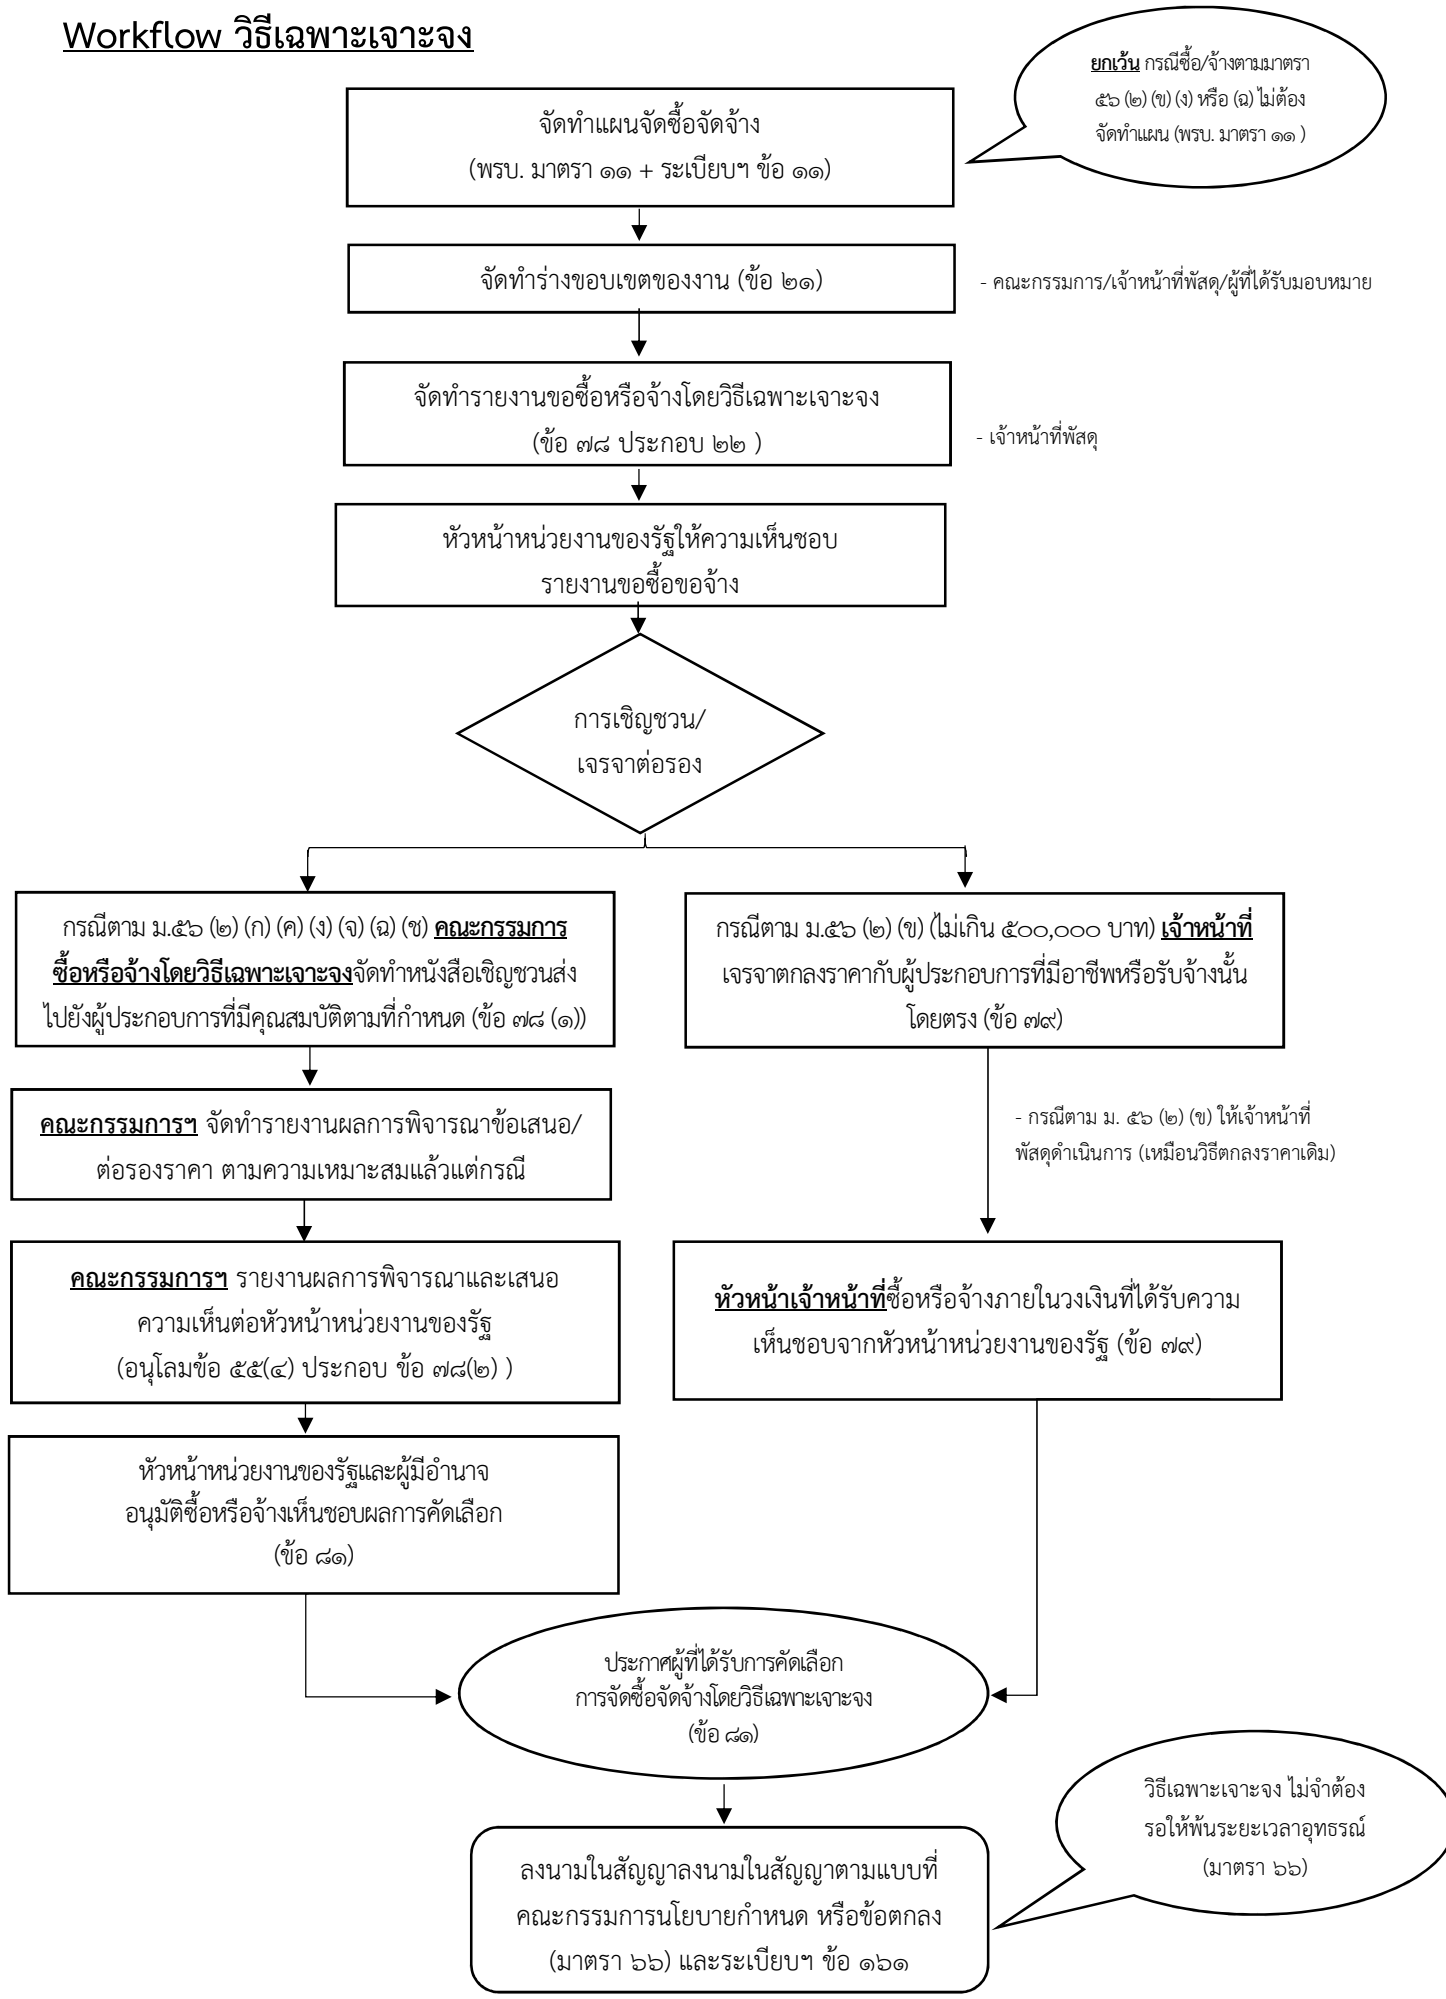 Workflow วิธีเฉพาะเจาะจง
ยกเว้น กรณีซื้อ/จ้างตามมาตรา
๕๖ (๒) (ข) (ง) หรือ (ฉ) ไม่ต้อง
จัดทำแผน (พรบ. มาตรา ๑๑ )
จัดทำแผนจัดซื้อจัดจ้าง
(พรบ. มาตรา ๑๑ + ระเบียบฯ ข้อ ๑๑)
จัดทำร่างขอบเขตของงาน (ข้อ ๒๑)
- คณะกรรมการ/เจ้าหน้าที่พัสดุ/ผู้ที่ได้รับมอบหมาย
จัดทำรายงานขอซื้อหรือจ้างโดยวิธีเฉพาะเจาะจง
(ข้อ ๗๘ ประกอบ ๒๒ )
- เจ้าหน้าที่พัสดุ
หัวหน้าหน่วยงานของรัฐให้ความเห็นชอบ
รายงานขอซื้อขอจ้าง
การเชิญชวน/
เจรจาต่อรอง
กรณีตาม ม.๕๖ (๒) (ก) (ค) (ง) (จ) (ฉ) (ช) คณะกรรมการ
ซื้อหรือจ้างโดยวิธีเฉพาะเจาะจงจัดทำหนังสือเชิญชวนส่ง
ไปยังผู้ประกอบการที่มีคุณสมบัติตามที่กำหนด (ข้อ ๗๘ (๑))
กรณีตาม ม.๕๖ (๒) (ข) (ไม่เกิน ๕๐๐,๐๐๐ บาท) เจ้าหน้าที่
เจรจาตกลงราคากับผู้ประกอบการที่มีอาชีพหรือรับจ้างนั้น
โดยตรง (ข้อ ๗๙)
คณะกรรมการฯ จัดทำรายงานผลการพิจารณาข้อเสนอ/
ต่อรองราคา ตามความเหมาะสมแล้วแต่กรณี
- กรณีตาม ม. ๕๖ (๒) (ข) ให้เจ้าหน้าที่
พัสดุดำเนินการ (เหมือนวิธีตกลงราคาเดิม)
คณะกรรมการฯ รายงานผลการพิจารณาและเสนอ
ความเห็นต่อหัวหน้าหน่วยงานของรัฐ
(อนุโลมข้อ ๕๕(๔) ประกอบ ข้อ ๗๘(๒) )
หัวหน้าเจ้าหน้าที่ซื้อหรือจ้างภายในวงเงินที่ได้รับความ
เห็นชอบจากหัวหน้าหน่วยงานของรัฐ (ข้อ ๗๙)
หัวหน้าหน่วยงานของรัฐและผู้มีอำนาจ
อนุมัติซื้อหรือจ้างเห็นชอบผลการคัดเลือก
(ข้อ ๘๑)
ประกาศผู้ที่ได้รับการคัดเลือก
การจัดซื้อจัดจ้างโดยวิธีเฉพาะเจาะจง
(ข้อ ๘๑)
วิธีเฉพาะเจาะจง ไม่จำต้อง
รอให้พ้นระยะเวลาอุทธรณ์
(มาตรา ๖๖)
ลงนามในสัญญาลงนามในสัญญาตามแบบที่
คณะกรรมการนโยบายกำหนด หรือข้อตกลง
(มาตรา ๖๖) และระเบียบฯ ข้อ ๑๖๑